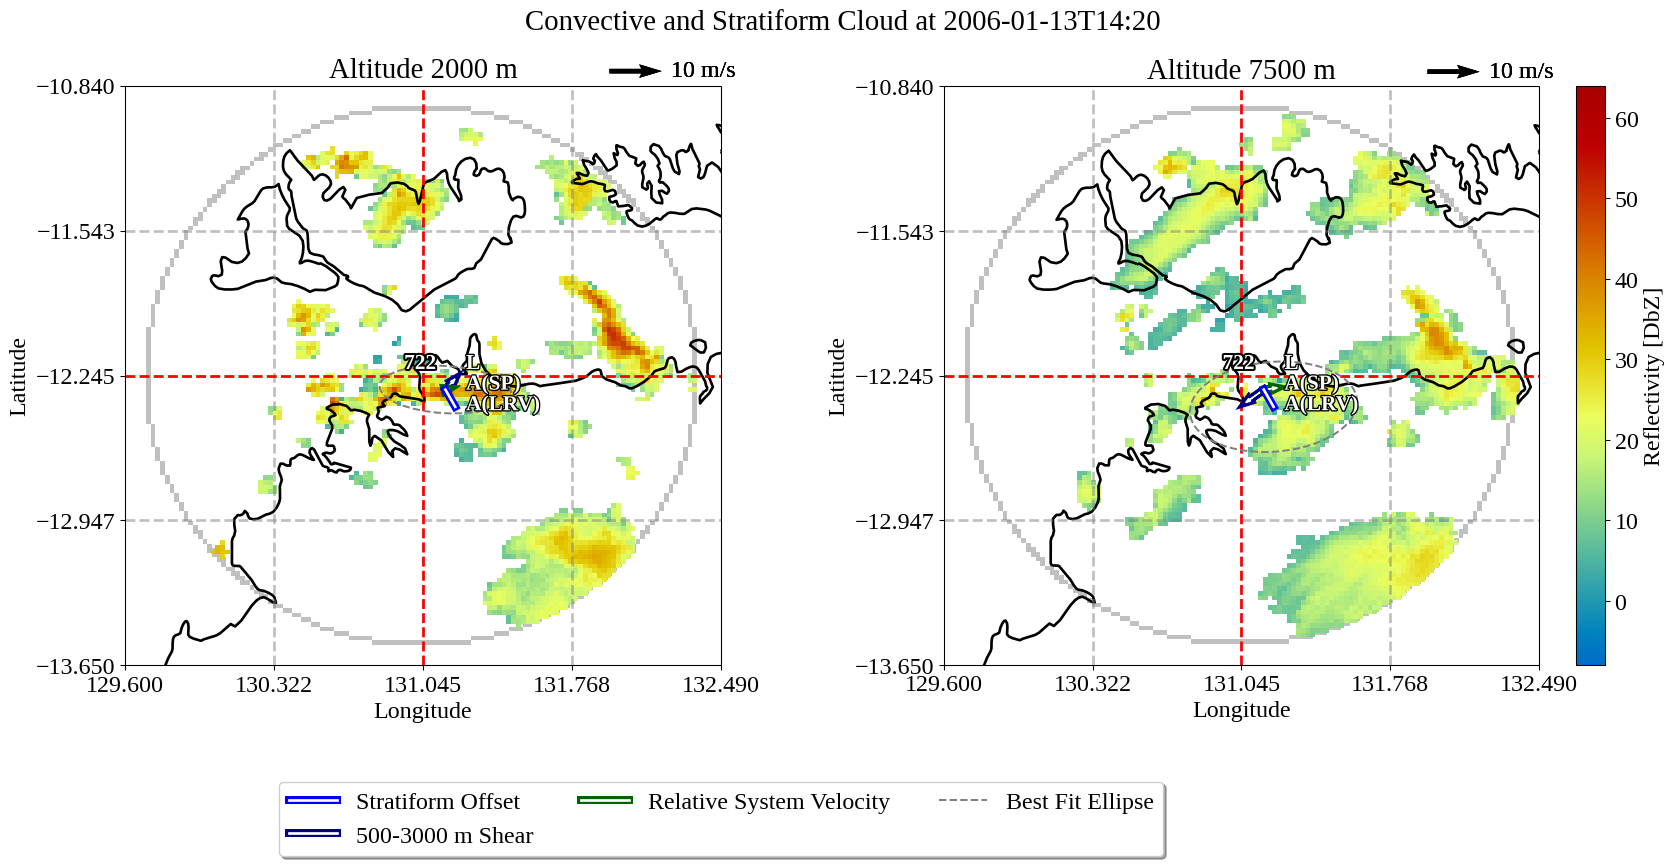 Convective and Stratiform Cloud at 2006-01-13T14:20
Altitude 2000 m
10 m/s
Altitude 7500 m
10 m/s
−10.840
−11.543
−12.245
−12.947
−13.650
Latitude
129.600
130.322
131.045
131.768
132.490
Longitude
722
L
A(SP)
A(LRV)
−10.840
−11.543
−12.245
−12.947
−13.650
Latitude
129.600
130.322
131.045
131.768
132.490
Longitude
722
L
A(SP)
A(LRV)
60
50
40
30
20
10
0
Reflectivity [DbZ]
Stratiform Offset
Relative System Velocity
Best Fit Ellipse
500-3000 m Shear